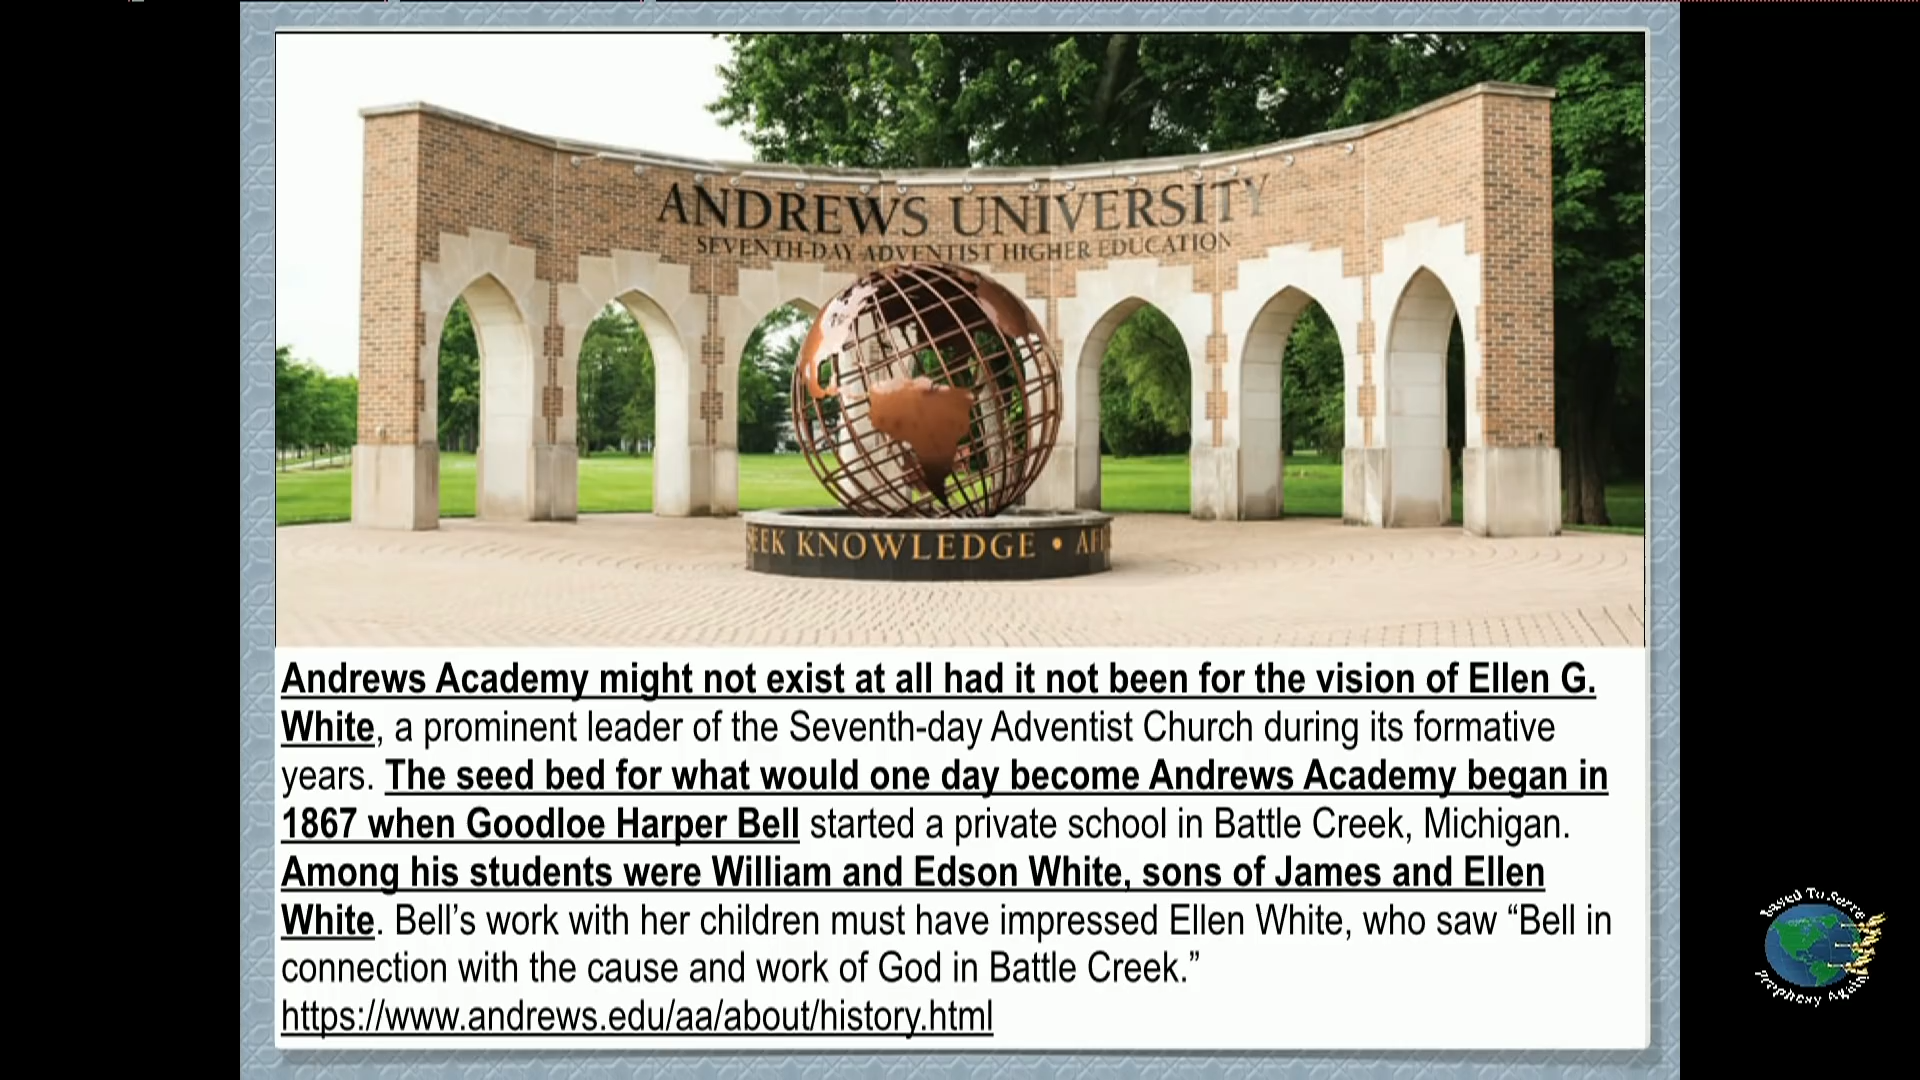 ANDREWS UNIVERSITY
SEVENTH-DAY ADVENTIST HIGHER EDUCATION
SEEK KNOWLEDGE • AFF
Andrews Academy might not exist at all had it not been for the vision of Ellen G.
White, a prominent leader of the Seventh-day Adventist Church during its formative
years. The seed bed for what would one day become Andrews Academy began in
1867 when Goodloe Harper Bell started a private school in Battle Creek, Michigan.
Among his students were William and Edson White, sons of James and Ellen
White. Bell’s work with her children must have impressed Ellen White, who saw “Bell in
connection with the cause and work of God in Battle Creek.”
https://www.andrews.edu/aa/about/history.html
Prophesy Again